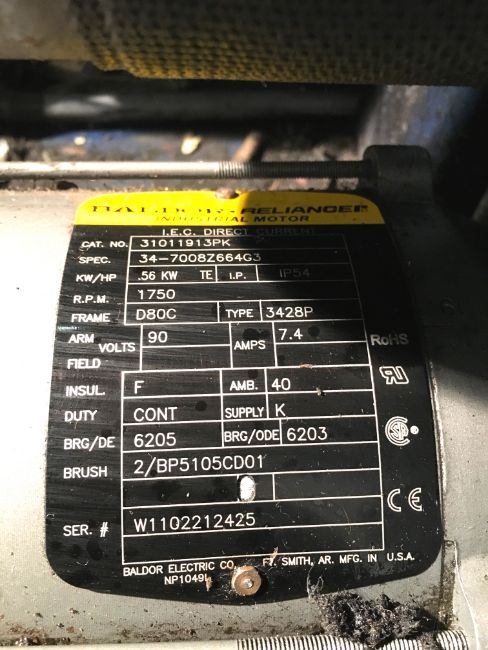 BALDOR • RELIANCER
INDUSTRIAL MOTOR
I.E.C. DIRECT CURRENT
CAT. NO. 31011913PK
SPEC. 34-7008Z664G3
KW/HP .56 KW TE I.P. IP54
R.P.M. 1750
FRAME D80C TYPE 3428P
ARM VOLTS 90 AMPS 7.4
FIELD
RoHS
INSUL. F AMB. 40
DUTY CONT SUPPLY K
BRG/DE 6205 BRG/ODE 6203
BRUSH 2/BP5105CD01
SER. # W1102212425
CE
BALDOR ELECTRIC CO. FT. SMITH, AR. MFG. IN U.S.A.
NP1049L